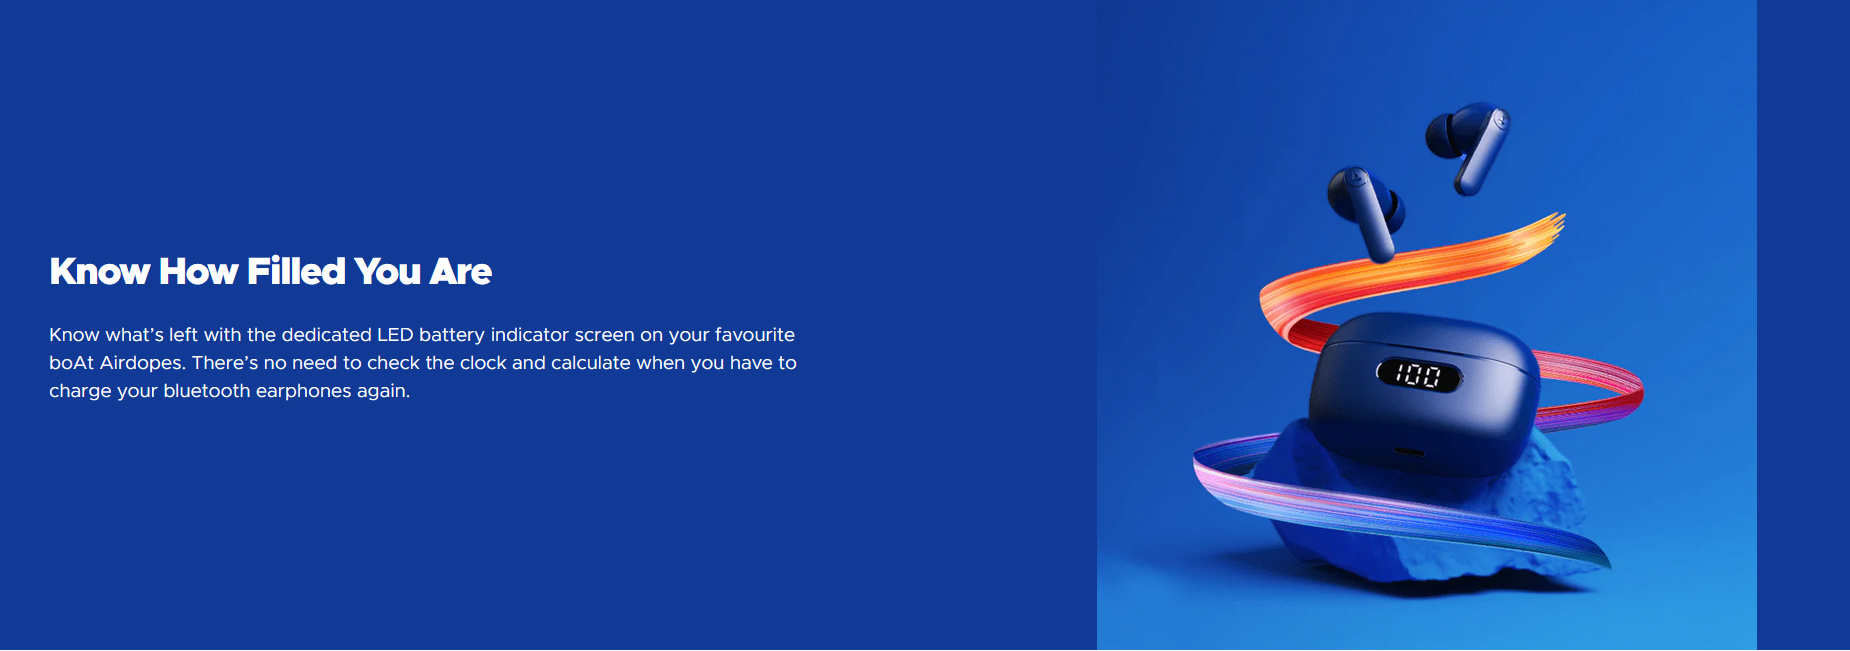 Know How Filled You Are
Know what’s left with the dedicated LED battery indicator screen on your favourite
boAt Airdopes. There’s no need to check the clock and calculate when you have to
charge your bluetooth earphones again.
100